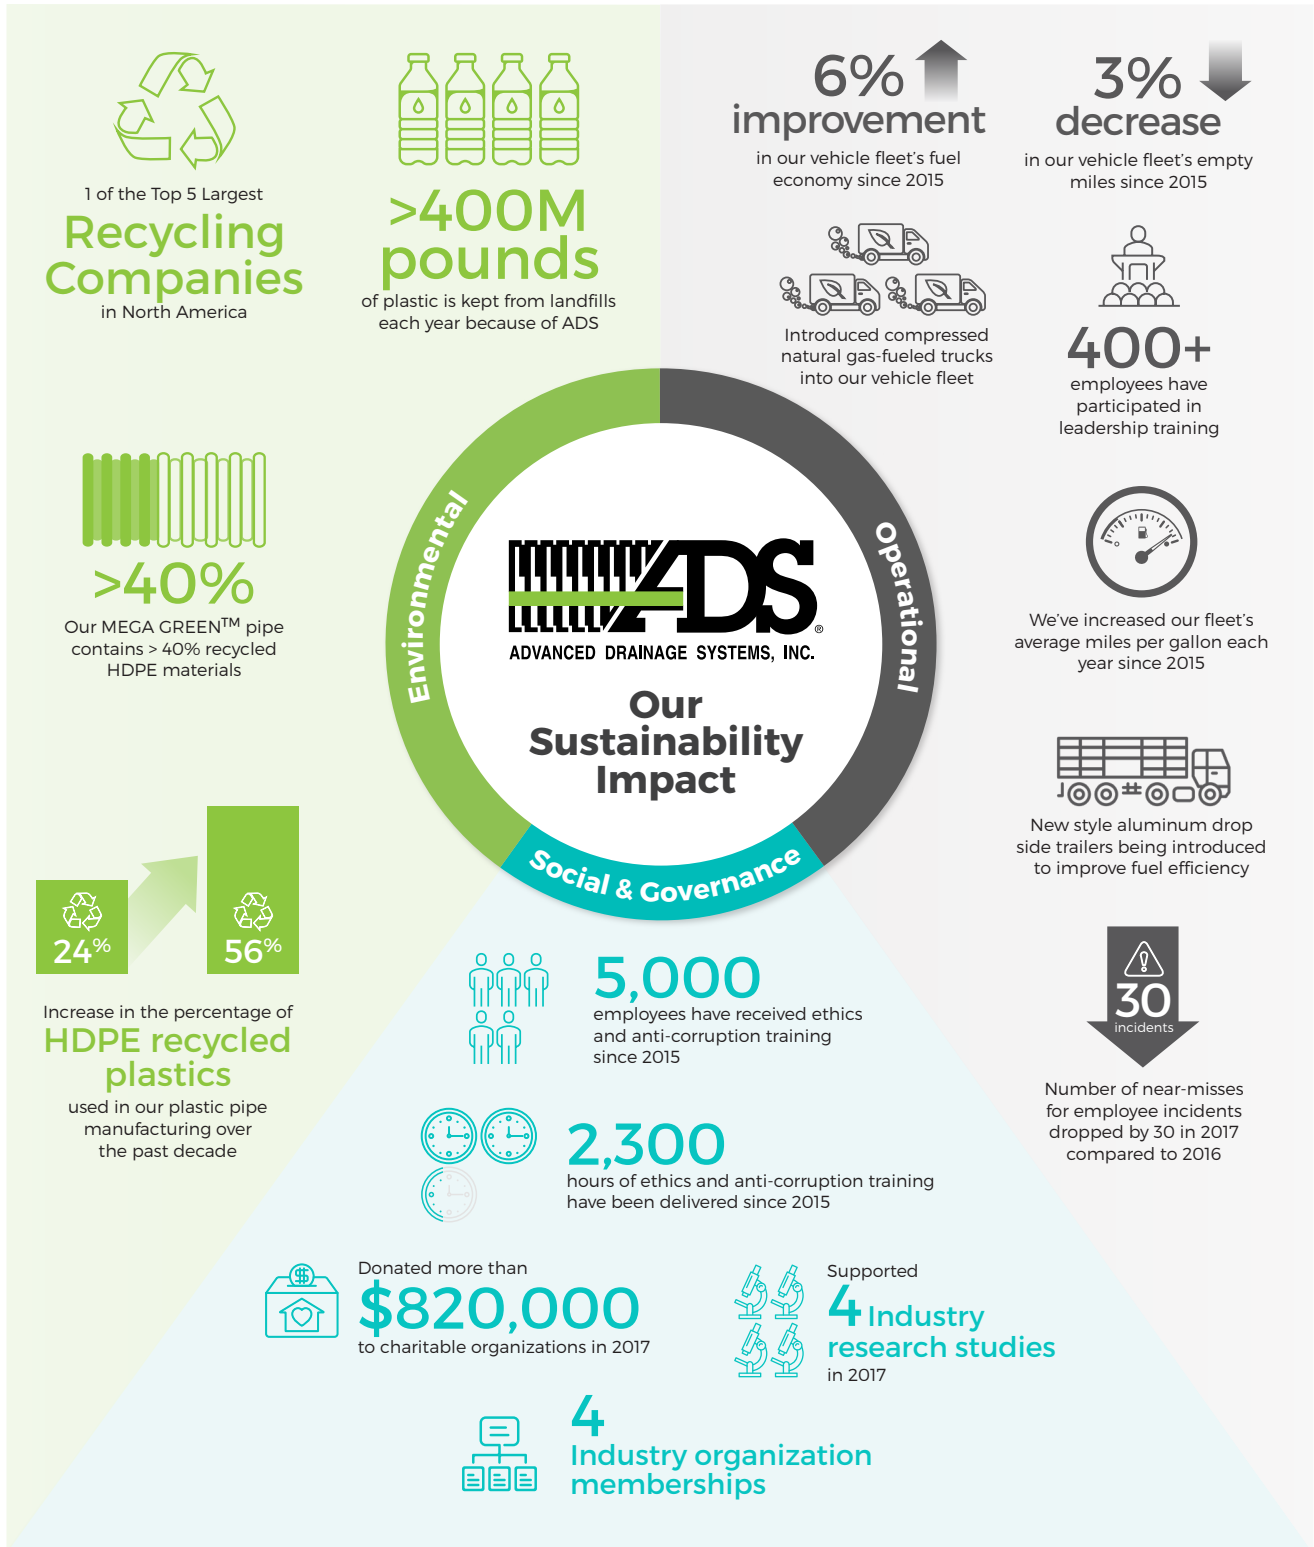 1 of the Top 5 Largest
Recycling
Companies
in North America
>400M
pounds
of plastic is kept from landfills
each year because of ADS
>40%
Our MEGA GREEN™ pipe
contains > 40% recycled
HDPE materials
24%
56%
Increase in the percentage of
HDPE recycled
plastics
used in our plastic pipe
manufacturing over
the past decade
6%
improvement
in our vehicle fleet's fuel
economy since 2015
3%
decrease
in our vehicle fleet's empty
miles since 2015
Introduced compressed
natural gas-fueled trucks
into our vehicle fleet
400+
employees have
participated in
leadership training
We've increased our fleet's
average miles per gallon each
year since 2015
New style aluminum drop
side trailers being introduced
to improve fuel efficiency
30
incidents
Number of near-misses
for employee incidents
dropped by 30 in 2017
compared to 2016
Environmental
Operational
Social & Governance
ADS®
ADVANCED DRAINAGE SYSTEMS, INC.
Our
Sustainability
Impact
5,000
employees have received ethics
and anti-corruption training
since 2015
2,300
hours of ethics and anti-corruption training
have been delivered since 2015
Donated more than
$820,000
to charitable organizations in 2017
Supported
4 Industry
research studies
in 2017
4
Industry organization
memberships